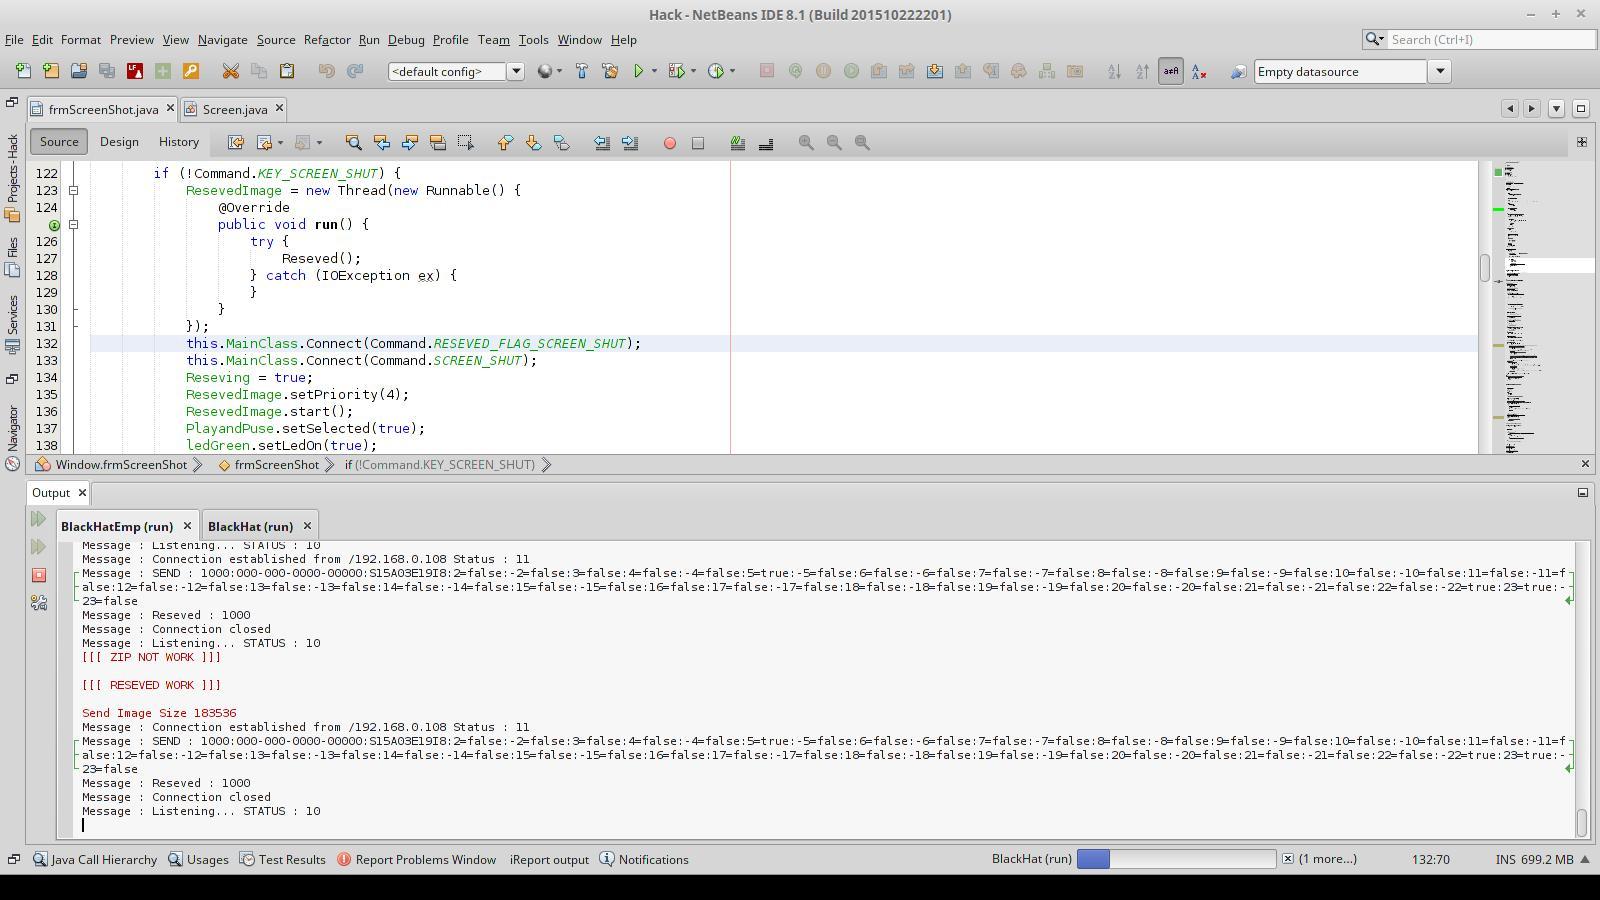 Hack - NetBeans IDE 8.1 (Build 201510222201)
File Edit Format Preview View Navigate Source Refactor Run Debug Profile Team Tools Window Help
Search (Ctrl+I)
<default config>
Empty datasource
frmScreenShot.java
Screen.java
Source Design History
Projects - Hack
Files
Services
Navigator
122 if (!Command.KEY_SCREEN_SHUT) {
123 ResevedImage = new Thread(new Runnable() {
124 @Override
public void run() {
126 try {
127 Reseved();
128 } catch (IOException ex) {
129 }
130 }
131 });
132 this.MainClass.Connect(Command.RESEVED_FLAG_SCREEN_SHUT);
133 this.MainClass.Connect(Command.SCREEN_SHUT);
134 Reseving = true;
135 ResevedImage.setPriority(4);
136 ResevedImage.start();
137 PlayandPuse.setSelected(true);
138 ledGreen.setLedOn(true);
Window.frmScreenShot frmScreenShot if (!Command.KEY_SCREEN_SHUT)
Output
BlackHatEmp (run) BlackHat (run)
Message : Listening... STATUS : 10
Message : Connection established from /192.168.0.108 Status : 11
Message : SEND : 1000:000-000-0000-00000:S15A03E19I8:2=false:-2=false:3=false:4=false:-4=false:5=true:-5=false:6=false:-6=false:7=false:-7=false:8=false:-8=false:9=false:-9=false:10=false:-10=false:11=false:-11=f
alse:12=false:-12=false:13=false:-13=false:14=false:-14=false:15=false:-15=false:16=false:17=false:-17=false:18=false:-18=false:19=false:-19=false:20=false:-20=false:21=false:-21=false:22=false:-22=true:23=true:-
23=false
Message : Reseved : 1000
Message : Connection closed
Message : Listening... STATUS : 10
[[[ ZIP NOT WORK ]]]
[[[ RESEVED WORK ]]]
Send Image Size 183536
Message : Connection established from /192.168.0.108 Status : 11
Message : SEND : 1000:000-000-0000-00000:S15A03E19I8:2=false:-2=false:3=false:4=false:-4=false:5=true:-5=false:6=false:-6=false:7=false:-7=false:8=false:-8=false:9=false:-9=false:10=false:-10=false:11=false:-11=f
alse:12=false:-12=false:13=false:-13=false:14=false:-14=false:15=false:-15=false:16=false:17=false:-17=false:18=false:-18=false:19=false:-19=false:20=false:-20=false:21=false:-21=false:22=false:-22=true:23=true:-
23=false
Message : Reseved : 1000
Message : Connection closed
Message : Listening... STATUS : 10
Java Call Hierarchy Usages Test Results Report Problems Window iReport output Notifications BlackHat (run) (1 more...) 132:70 INS 699.2 MB